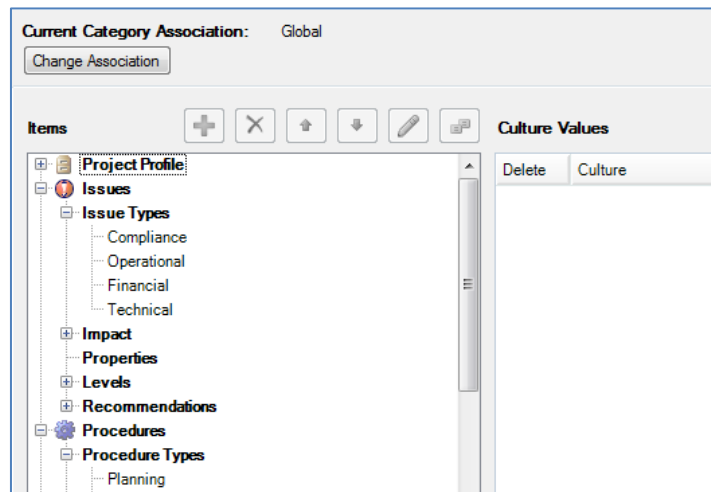 Current Category Association: Global
Change Association
Items
Culture Values
Project Profile
Delete Culture
Issues
Issue Types
Compliance
Operational
Financial
Technical
Impact
Properties
Levels
Recommendations
Procedures
Procedure Types
Planning